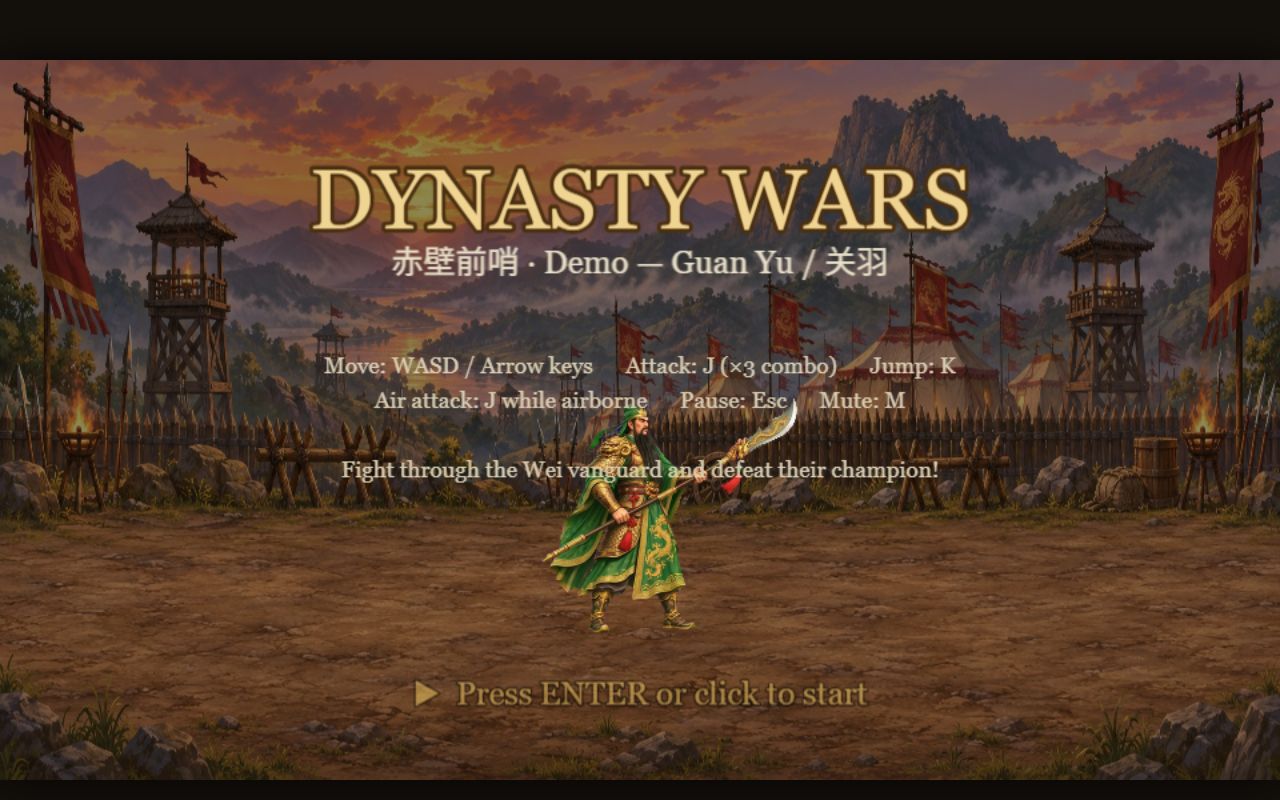 DYNASTY WARS
赤壁前哨 · Demo — Guan Yu / 关羽
Move: WASD / Arrow keys Attack: J (×3 combo) Jump: K
Air attack: J while airborne Pause: Esc Mute: M
Fight through the Wei vanguard and defeat their champion!
▶ Press ENTER or click to start